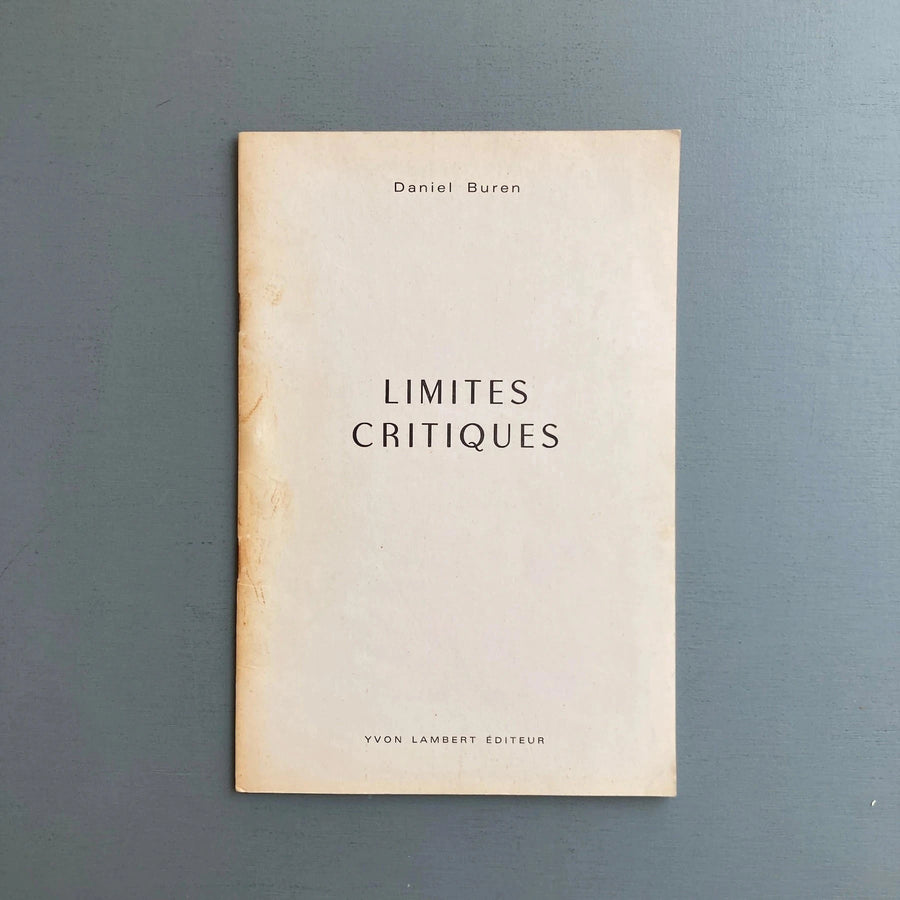 Daniel Buren
LIMITES
CRITIQUES
YVON LAMBERT ÉDITEUR